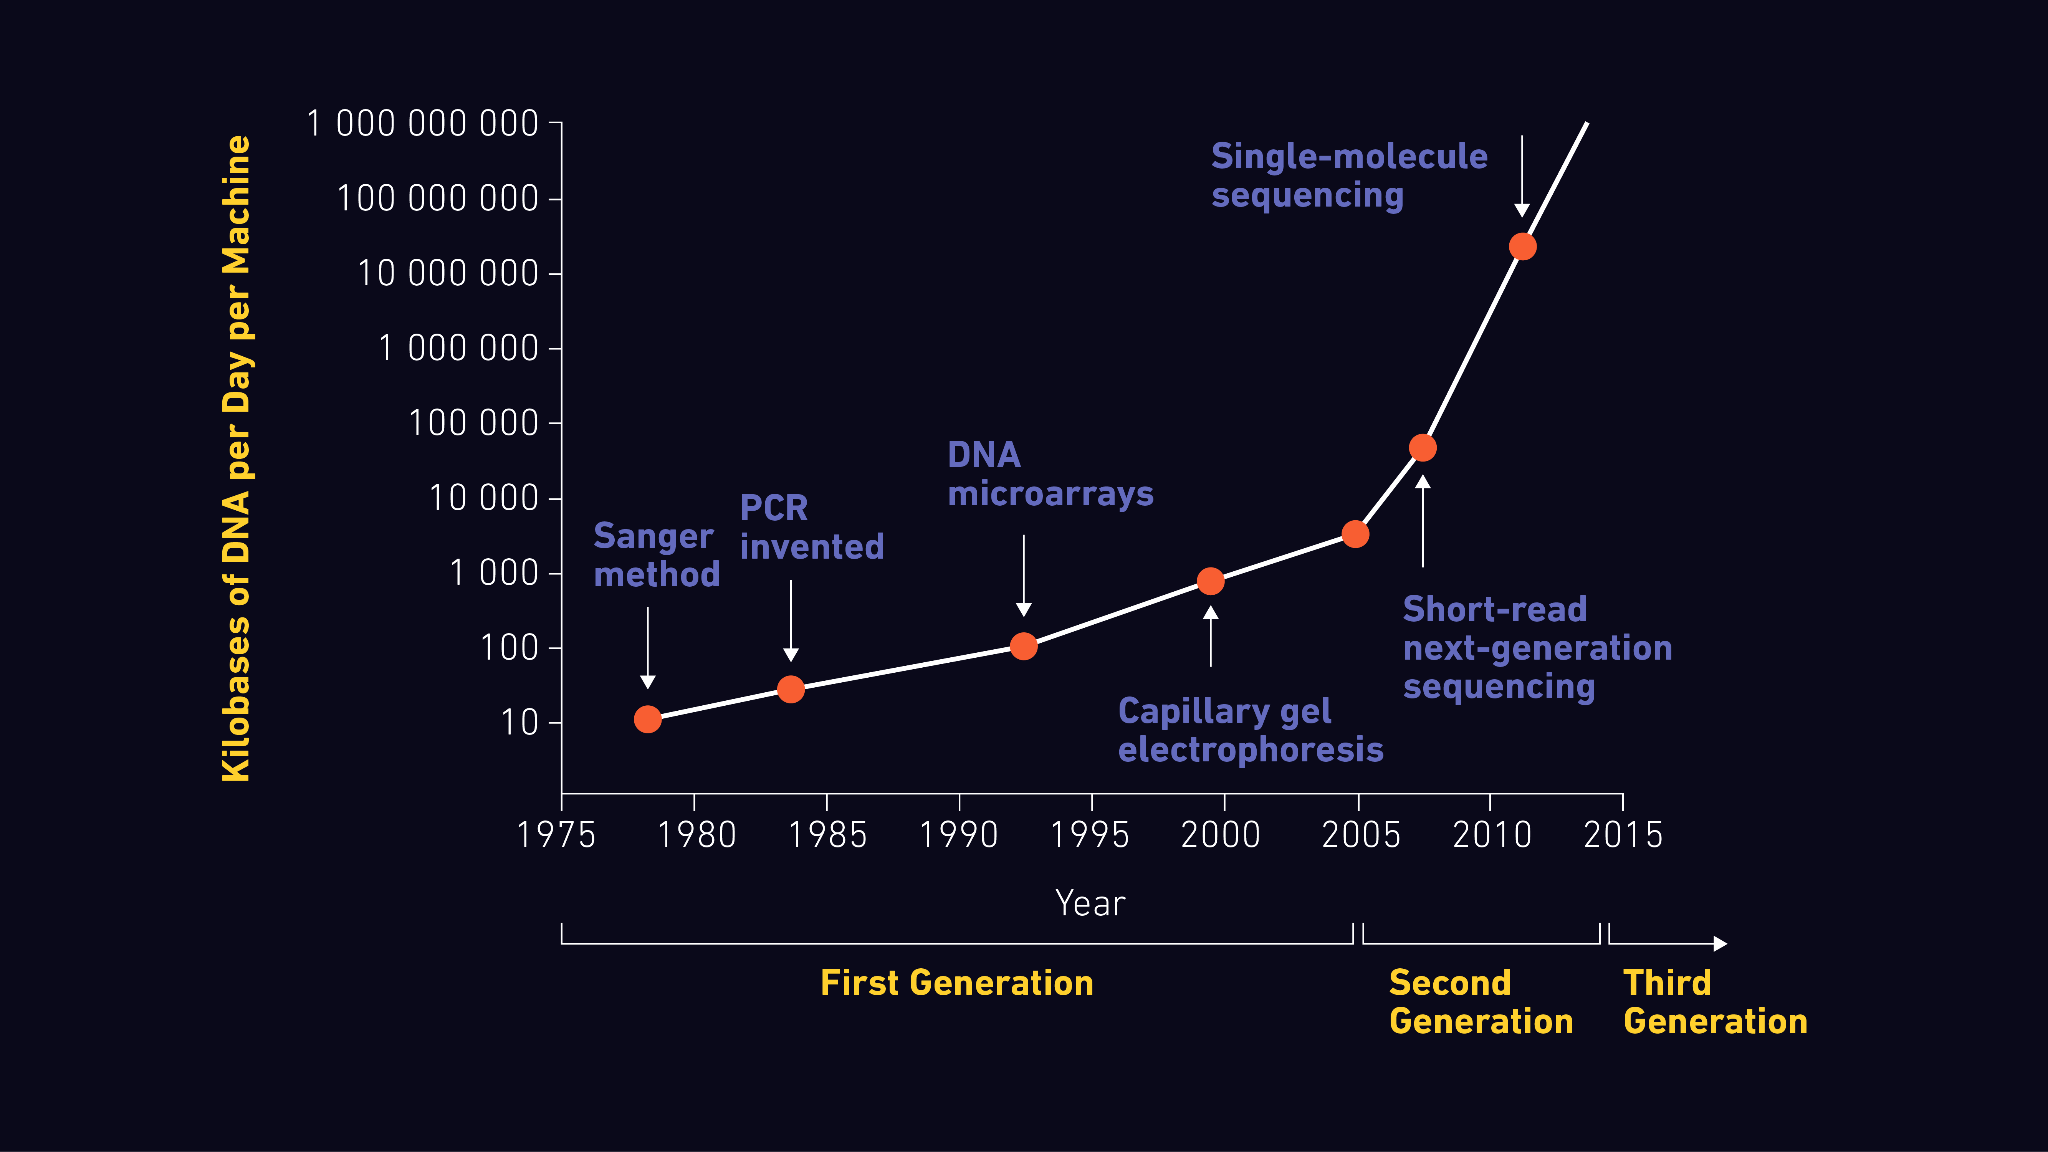 Kilobases of DNA per Day per Machine
1 000 000 000
100 000 000
10 000 000
1 000 000
100 000
10 000
1 000
100
10
Sanger
method
PCR
invented
DNA
microarrays
Capillary gel
electrophoresis
Single-molecule
sequencing
Short-read
next-generation
sequencing
1975 1980 1985 1990 1995 2000 2005 2010 2015
Year
First Generation
Second
Generation
Third
Generation